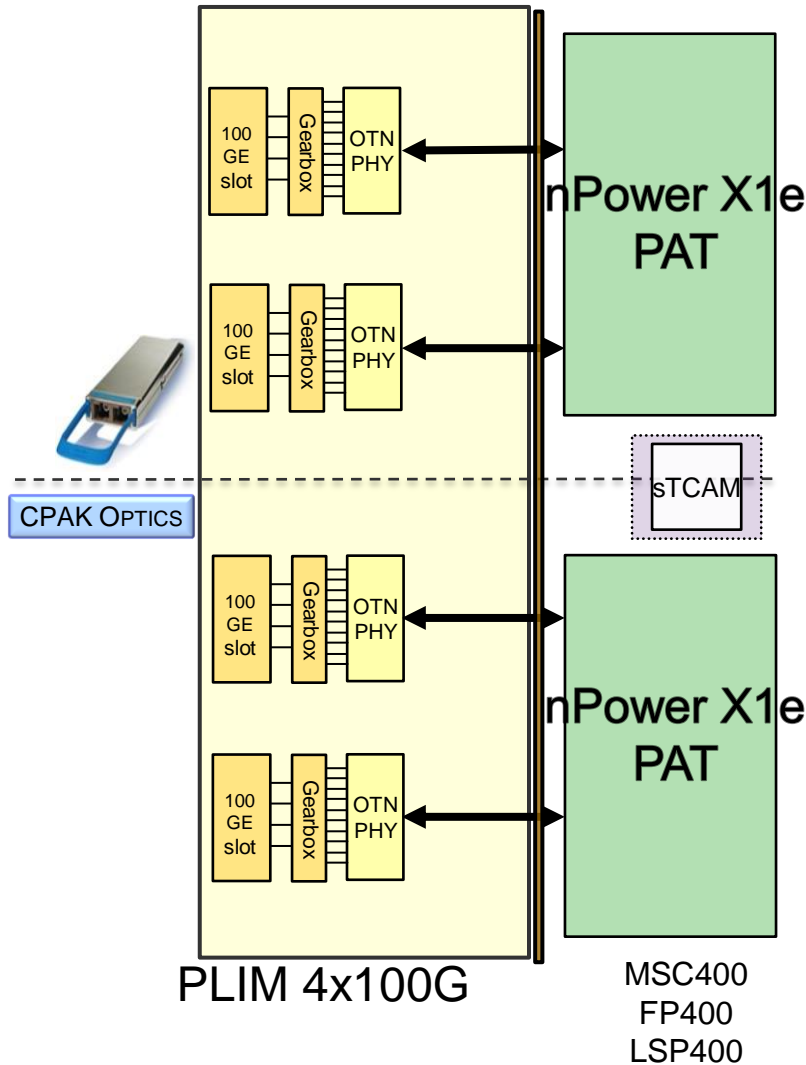 100
GE
slot
Gearbox
OTN
PHY
nPower X1e
PAT
100
GE
slot
Gearbox
OTN
PHY
sTCAM
CPAK OPTICS
100
GE
slot
Gearbox
OTN
PHY
nPower X1e
PAT
100
GE
slot
Gearbox
OTN
PHY
PLIM 4x100G
MSC400
FP400
LSP400